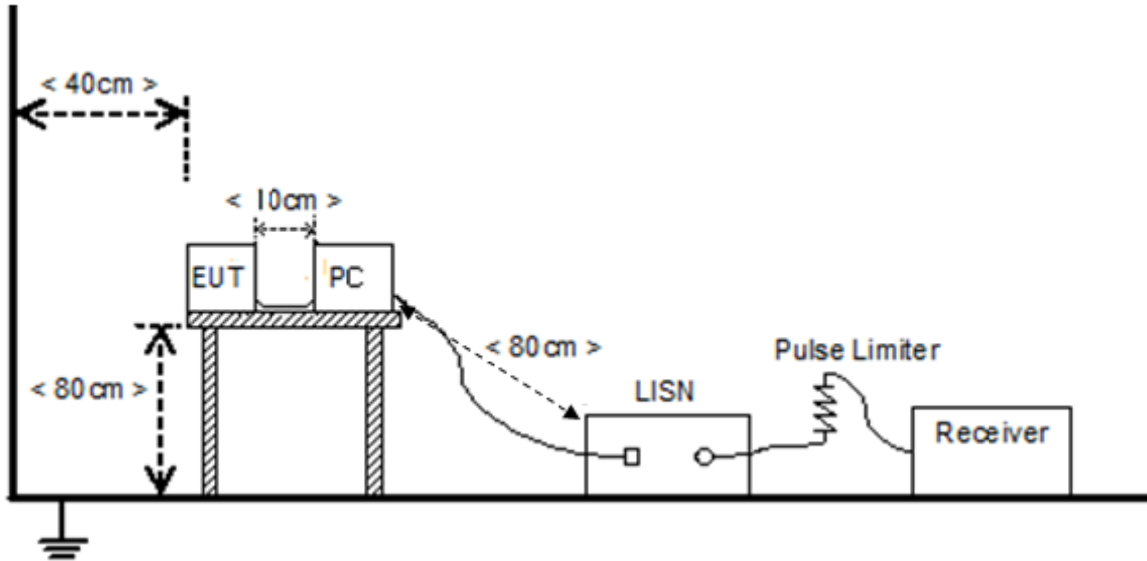 < 40cm >
< 10cm >
EUT
PC
< 80cm >
< 80cm >
Pulse Limiter
LISN
Receiver